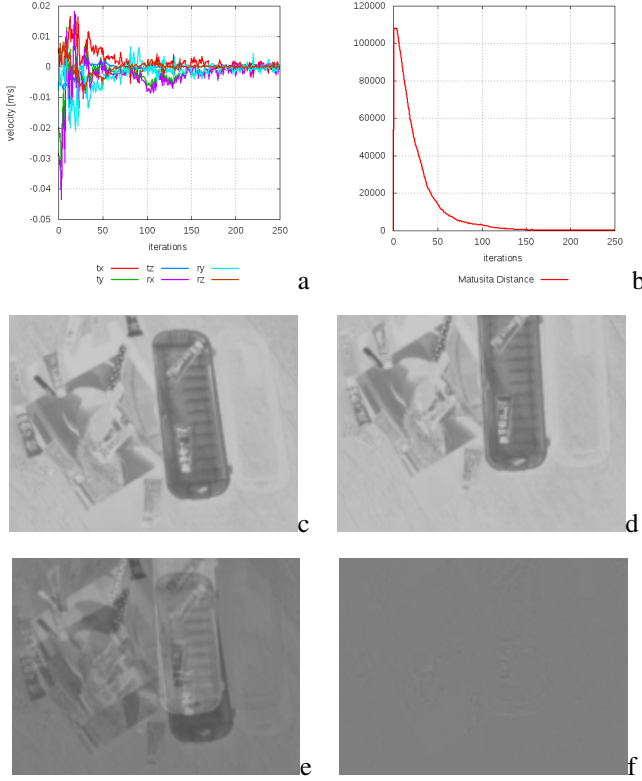 0.02
0.01
0
-0.01
-0.02
-0.03
-0.04
-0.05
velocity [m/s]
0 50 100 150 200 250
iterations
tx tz ry
ty rx rz
a
120000
100000
80000
60000
40000
20000
0
0 50 100 150 200 250
iterations
Matusita Distance
b
c
d
e
f